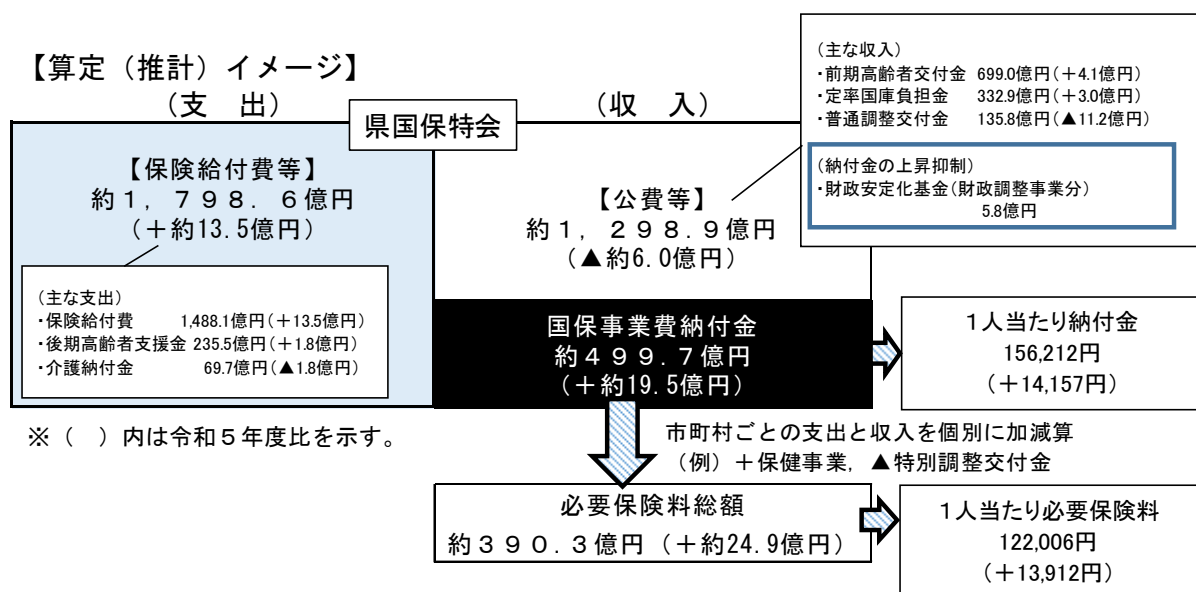 【算定（推計）イメージ】
（支　出）
（収　入）
県国保特会
【保険給付費等】
約１，７９８．６億円
（＋約13.5億円）
（主な支出）
・保険給付費　1,488.1億円（＋13.5億円）
・後期高齢者支援金 235.5億円（＋1.8億円）
・介護納付金　69.7億円（▲1.8億円）
【公費等】
約１，２９８．９億円
（▲約6.0億円）
（主な収入）
・前期高齢者交付金 699.0億円（＋4.1億円）
・定率国庫負担金　332.9億円（＋3.0億円）
・普通調整交付金　135.8億円（▲11.2億円）
（納付金の上昇抑制）
・財政安定化基金（財政調整事業分）
5.8億円
国保事業費納付金
約４９９．７億円
（＋約19.5億円）
１人当たり納付金
156,212円
（＋14,157円）
※（　）内は令和５年度比を示す。
市町村ごとの支出と収入を個別に加減算
（例）＋保健事業，▲特別調整交付金
必要保険料総額
約３９０．３億円（＋約24.9億円）
１人当たり必要保険料
122,006円
（＋13,912円）